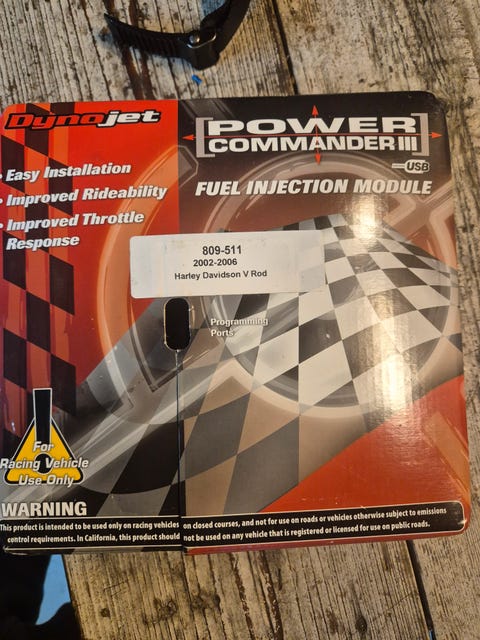 Dynojet
POWER
COMMANDER III
USB
FUEL INJECTION MODULE
• Easy Installation
• Improved Rideability
• Improved Throttle
Response
809-511
2002-2006
Harley Davidson V Rod
Programming
Ports
!
For
Racing Vehicle
Use Only
WARNING
This product is intended to be used only on racing vehicles on closed courses, and not for use on roads or vehicles otherwise subject to emissions
control requirements. In California, this product should not be used on any vehicle that is registered or licensed for use on public roads.